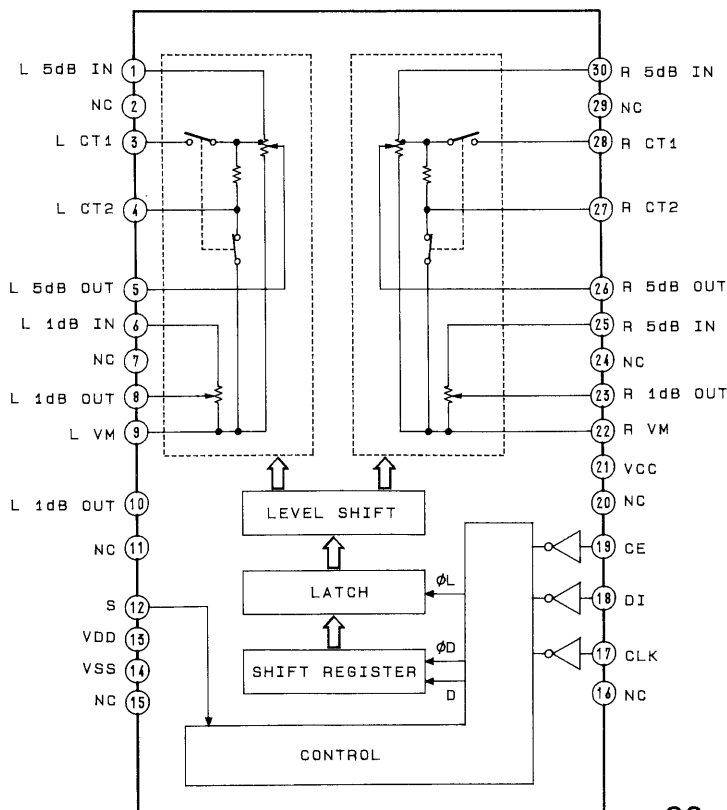 L 5dB IN 1
NC 2
L CT1 3
L CT2 4
L 5dB OUT 5
L 1dB IN 6
NC 7
L 1dB OUT 8
L VM 9
L 1dB OUT 10
NC 11
S 12
VDD 13
VSS 14
NC 15
30 R 5dB IN
29 NC
28 R CT1
27 R CT2
26 R 5dB OUT
25 R 5dB IN
24 NC
23 R 1dB OUT
22 R VM
21 VCC
20 NC
19 CE
18 DI
17 CLK
16 NC
LEVEL SHIFT
LATCH
ØL
SHIFT REGISTER
ØD
D
CONTROL